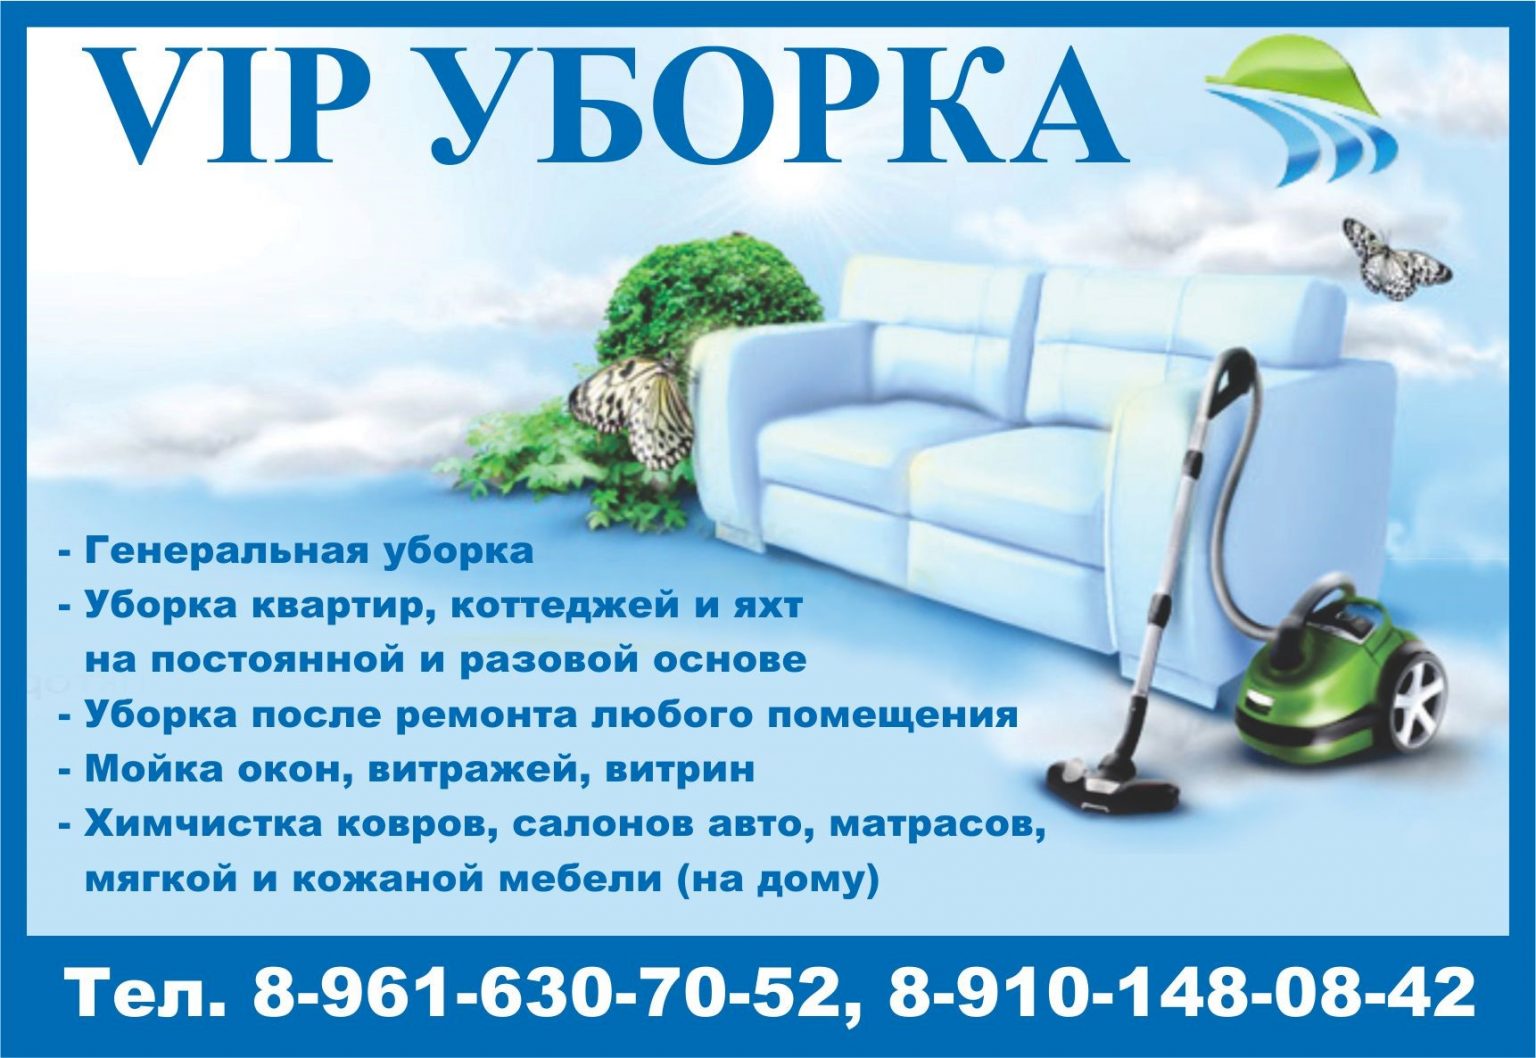 VIP УБОРКА
- Генеральная уборка
- Уборка квартир, коттеджей и яхт
на постоянной и разовой основе
- Уборка после ремонта любого помещения
- Мойка окон, витражей, витрин
- Химчистка ковров, салонов авто, матрасов,
мягкой и кожаной мебели (на дому)
Тел. 8-961-630-70-52, 8-910-148-08-42